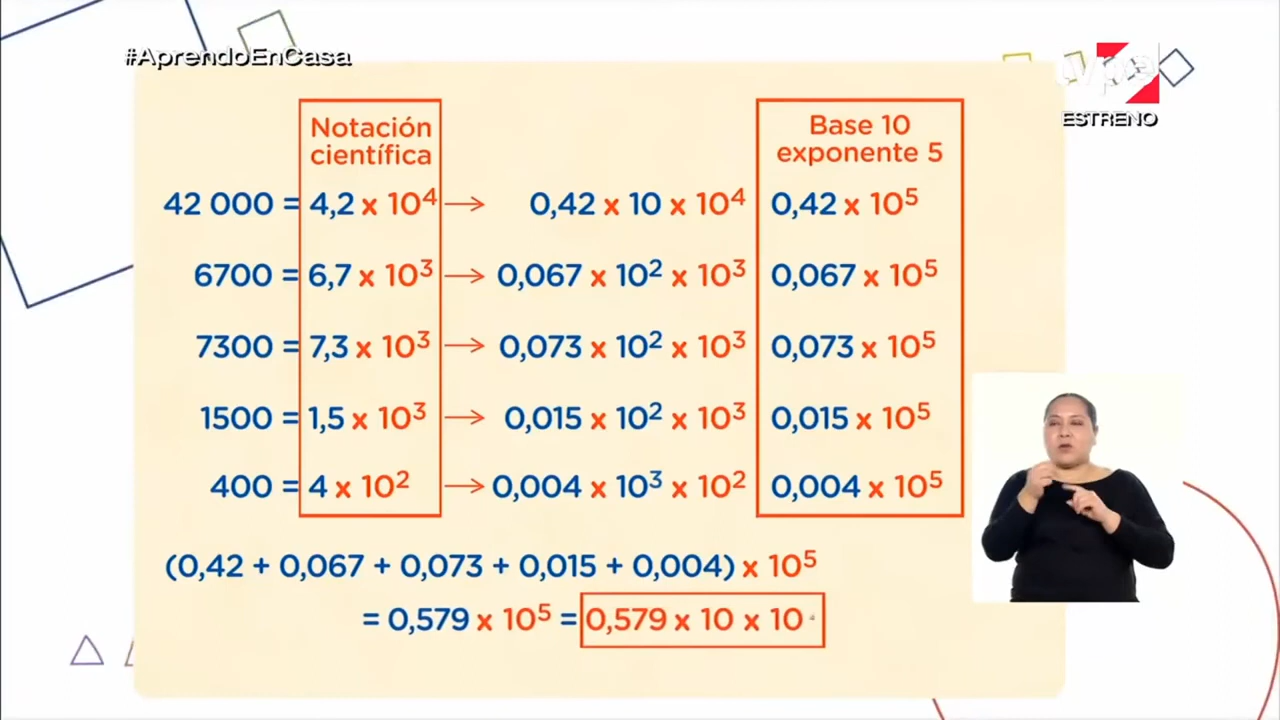 #AprendoEnCasa
tvpe
ESTRENO
Notación
científica
Base 10
exponente 5
42 000 = 4,2 x 10⁴ → 0,42 x 10 x 10⁴ 0,42 x 10⁵
6700 = 6,7 x 10³ → 0,067 x 10² x 10³ 0,067 x 10⁵
7300 = 7,3 x 10³ → 0,073 x 10² x 10³ 0,073 x 10⁵
1500 = 1,5 x 10³ → 0,015 x 10² x 10³ 0,015 x 10⁵
400 = 4 x 10² → 0,004 x 10³ x 10² 0,004 x 10⁵
(0,42 + 0,067 + 0,073 + 0,015 + 0,004) x 10⁵
= 0,579 x 10⁵ = 0,579 x 10 x 10